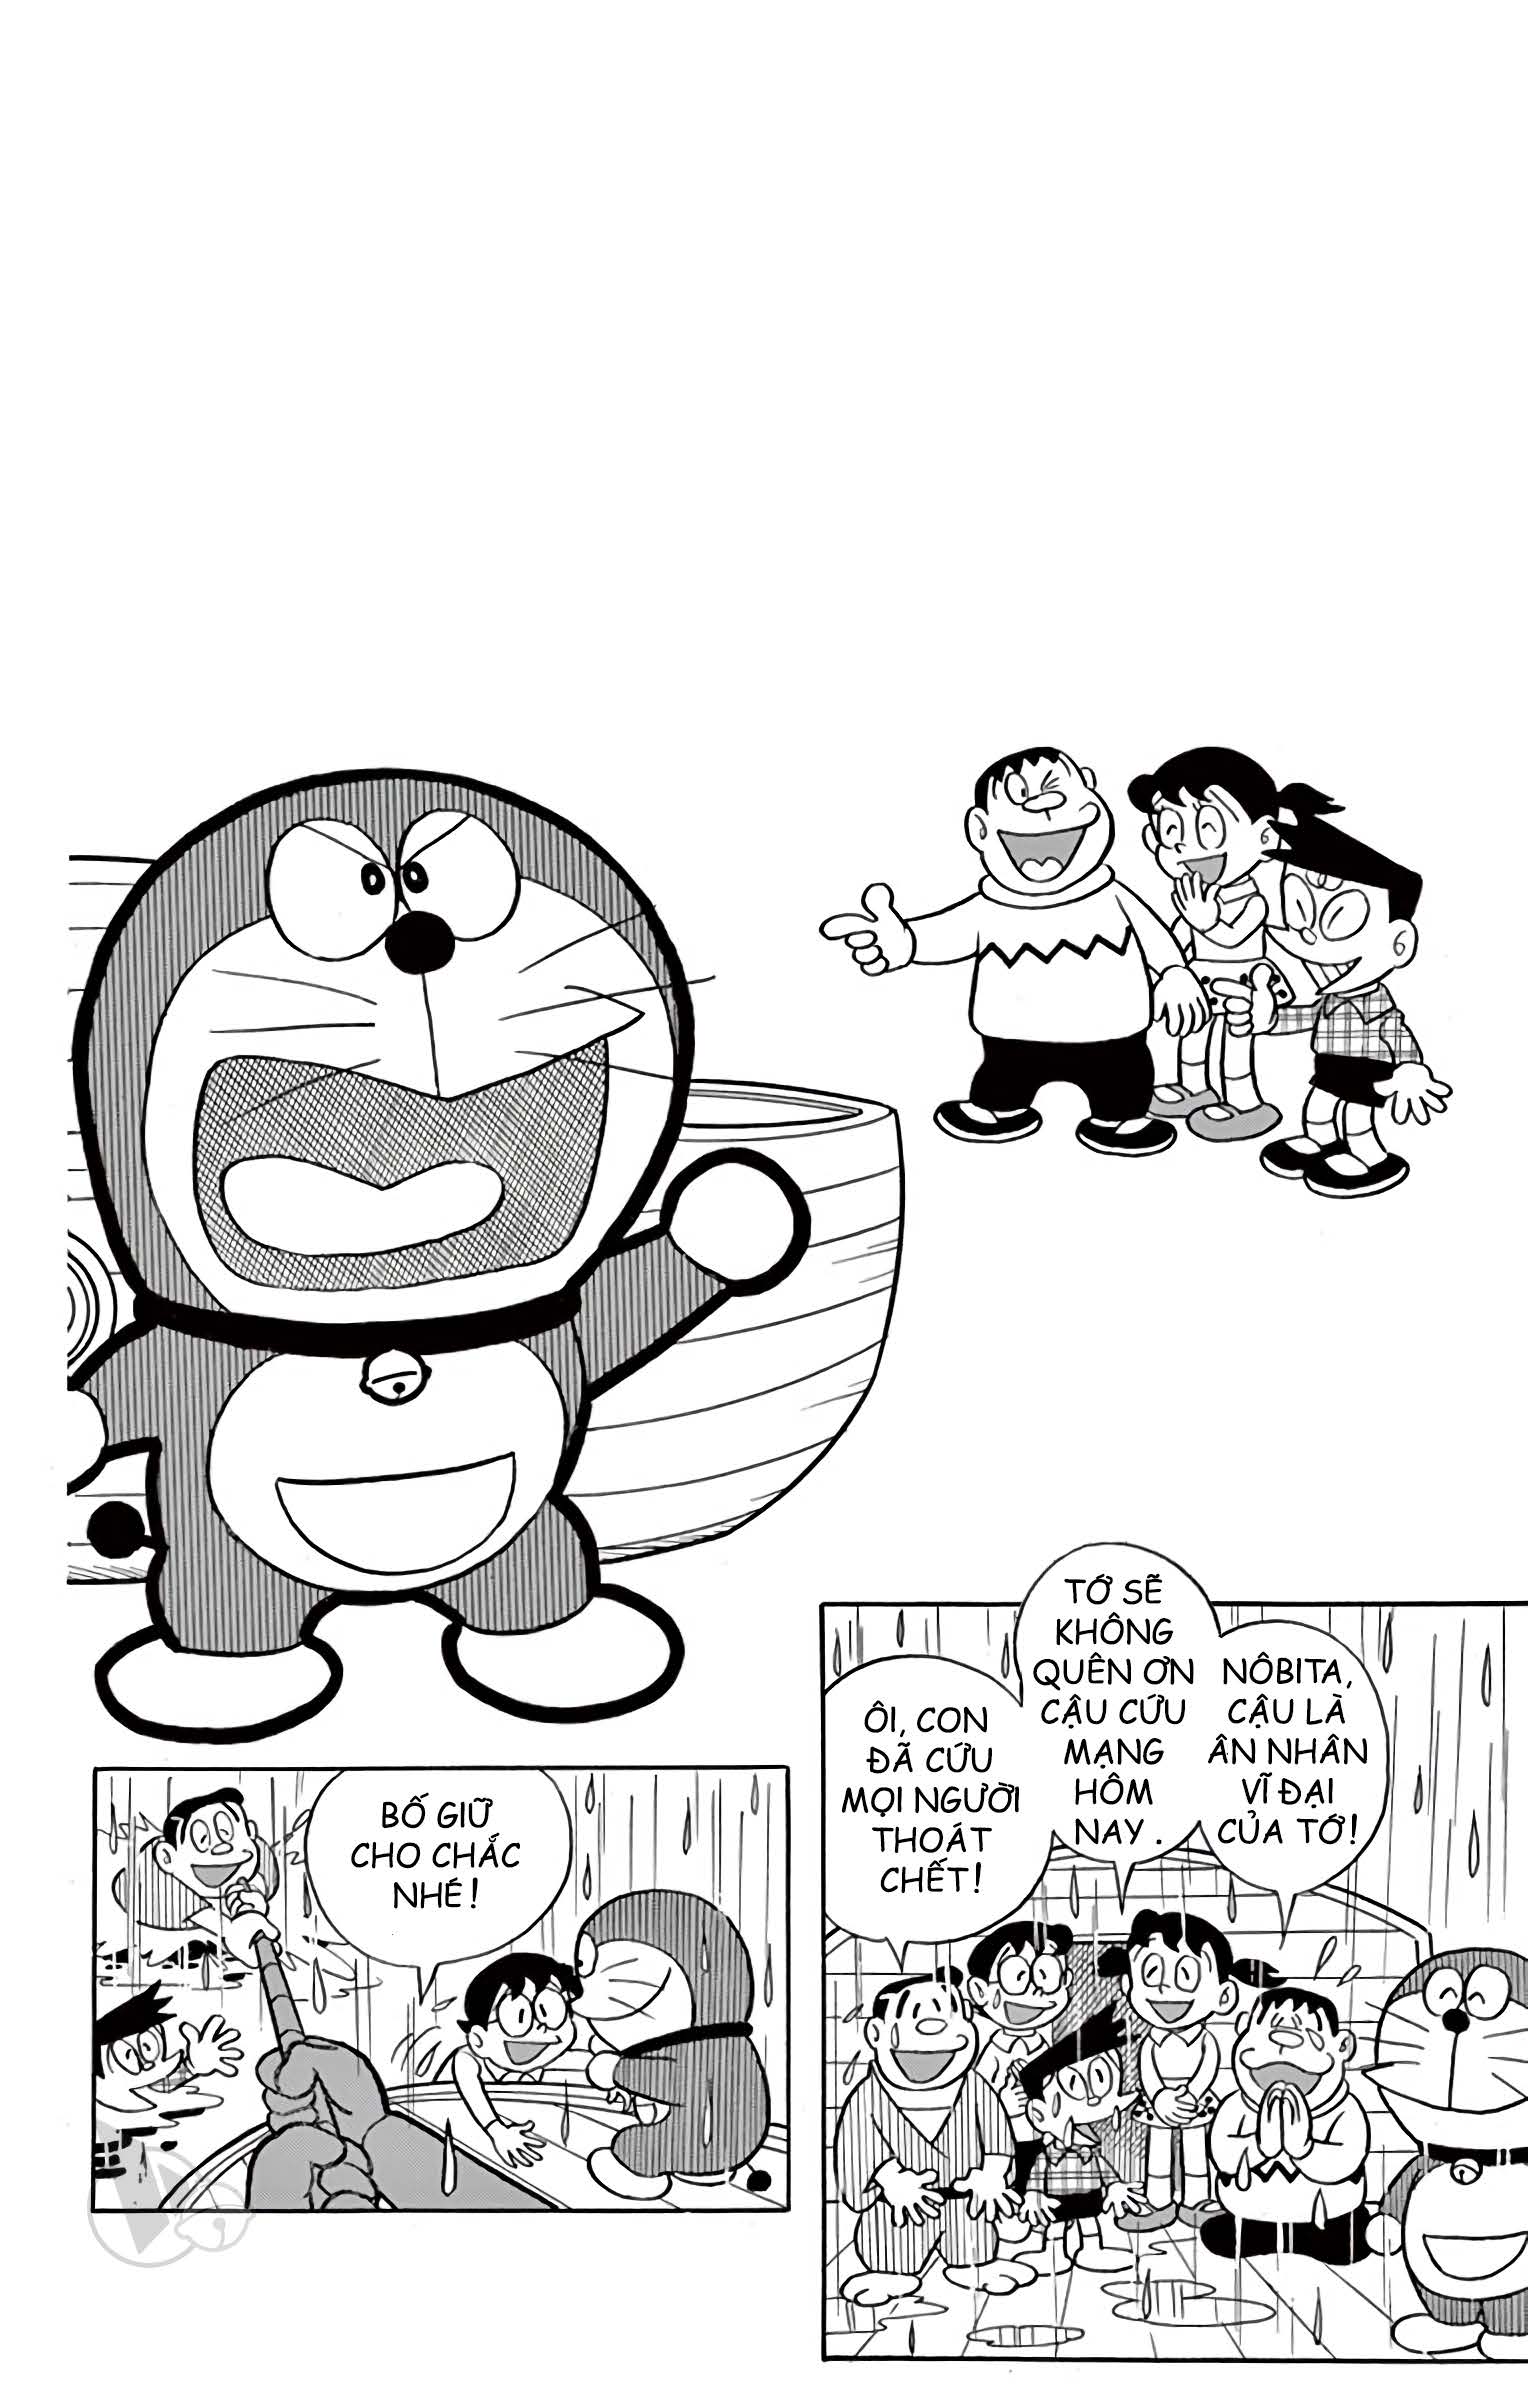 BỐ GIỮ
CHO CHẮC
NHÉ!
ÔI, CON
ĐÃ CỨU
MỌI NGƯỜI
THOÁT
CHẾT!
TỚ SẼ
KHÔNG
QUÊN ƠN
CẬU CỨU
MẠNG
HÔM
NAY.
NÔBITA,
CẬU LÀ
ÂN NHÂN
VĨ ĐẠI
CỦA TỚ!